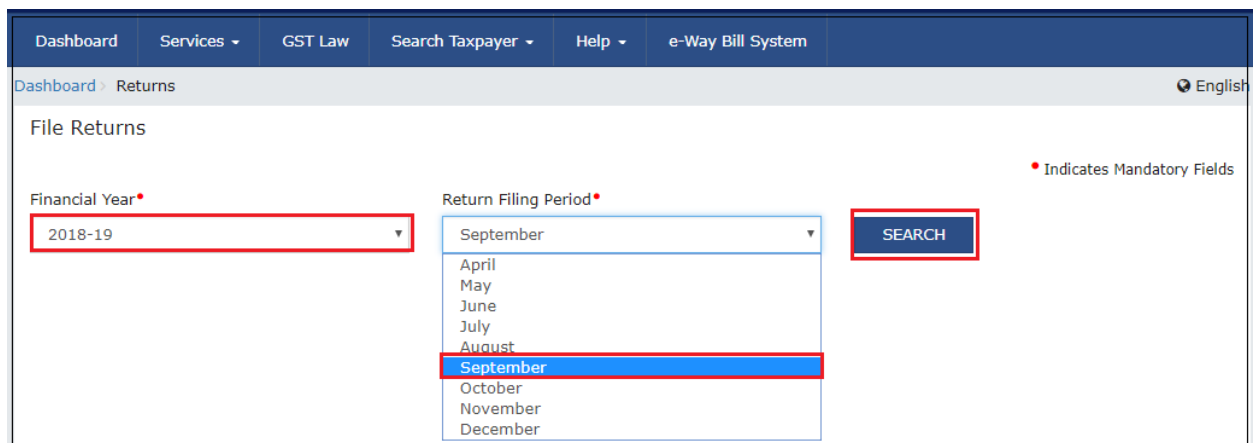 Dashboard Services GST Law Search Taxpayer Help e-Way Bill System
Dashboard > Returns English
File Returns
• Indicates Mandatory Fields
Financial Year• Return Filing Period•
2018-19 September SEARCH
April
May
June
July
August
September
October
November
December